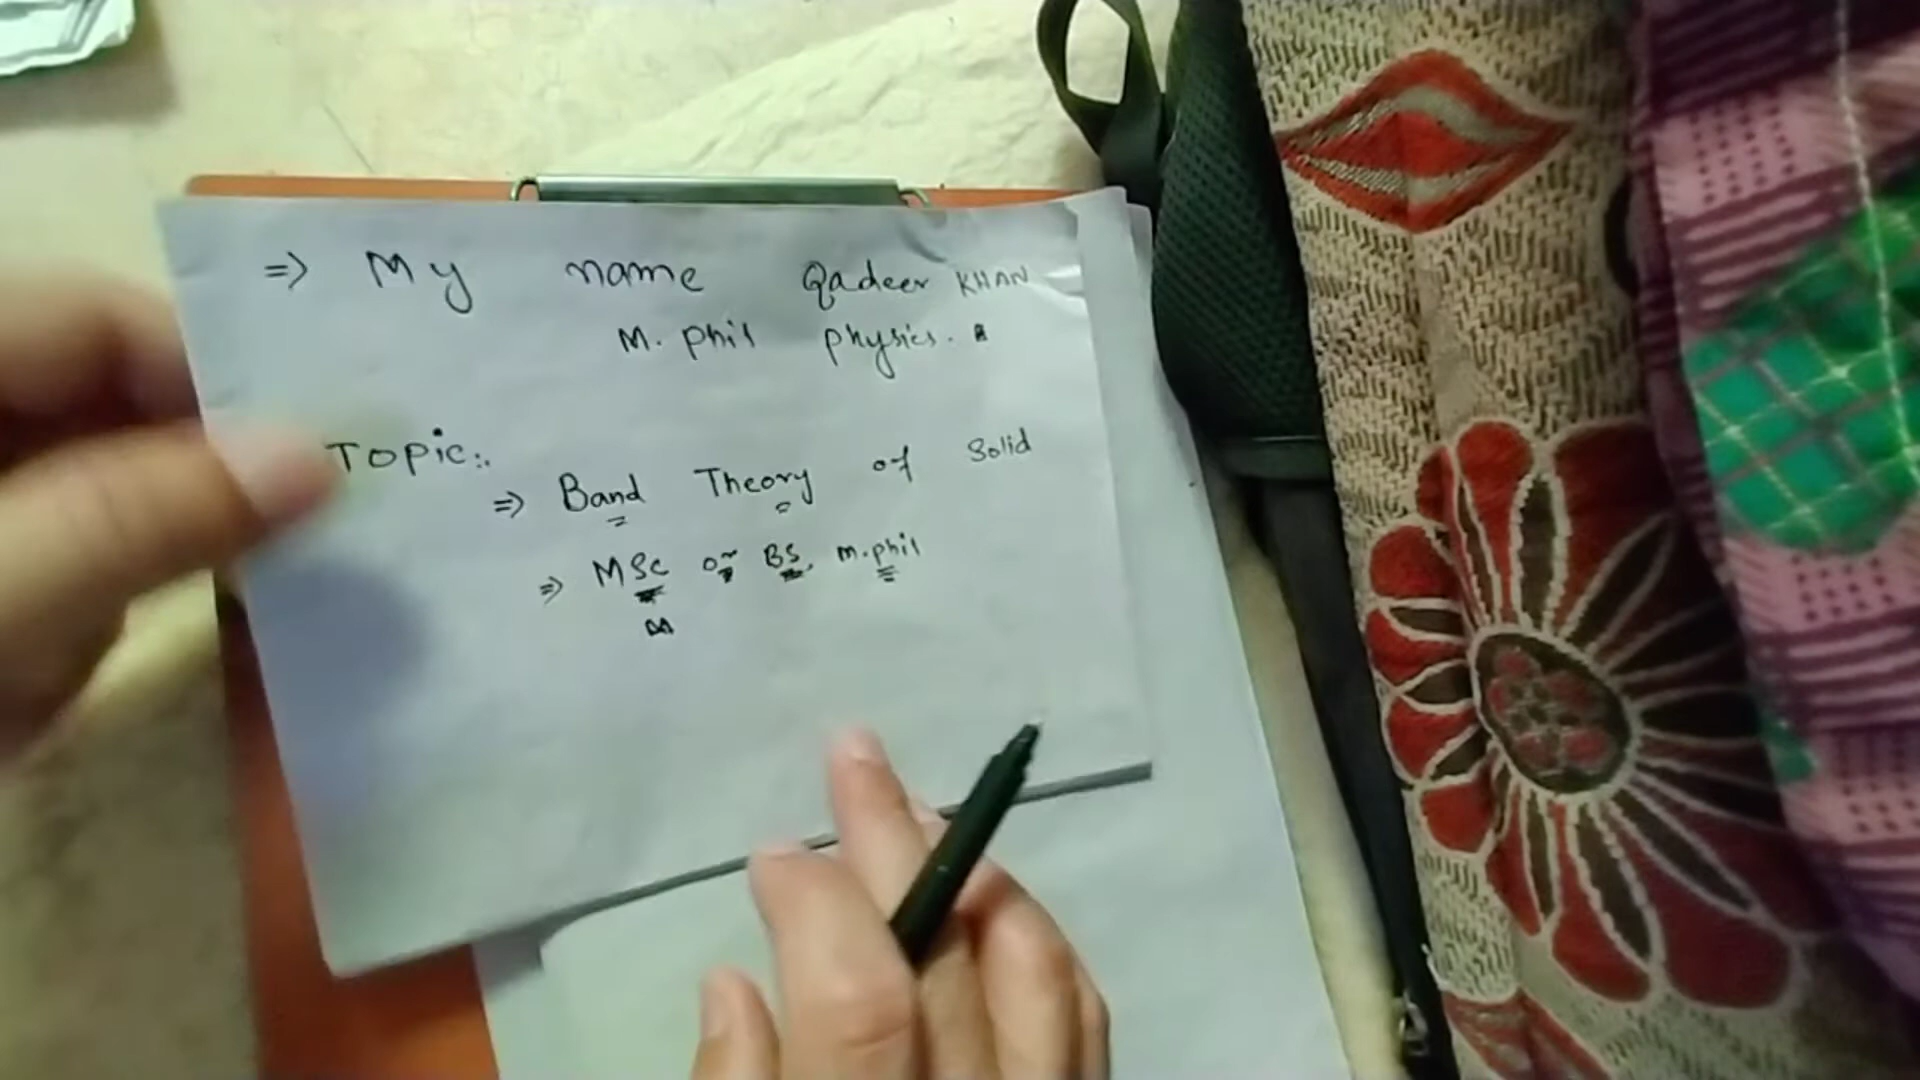 => My name Qadeer KHAN
M. phil physics.
Topic:.
=> Band Theory of Solid
=> MSc or BS, m.phil